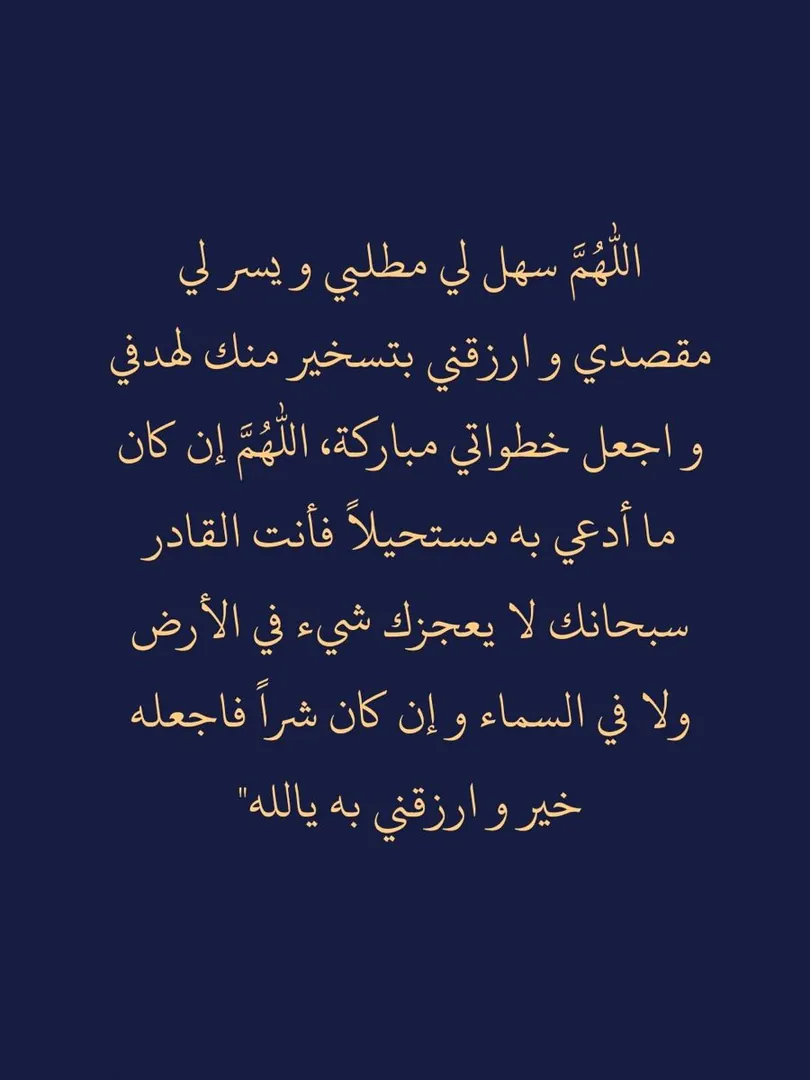 اللّٰهُمَّ سهل لي مطلبي و يسر لي
مقصدي و ارزقني بتسخير منك لهدفي
و اجعل خطواتي مباركة، اللّٰهُمَّ إن كان
ما أدعي به مستحيلاً فأنت القادر
سبحانك لا يعجزك شيء في الأرض
ولا في السماء و إن كان شراً فاجعله
خير و ارزقني به يالله"